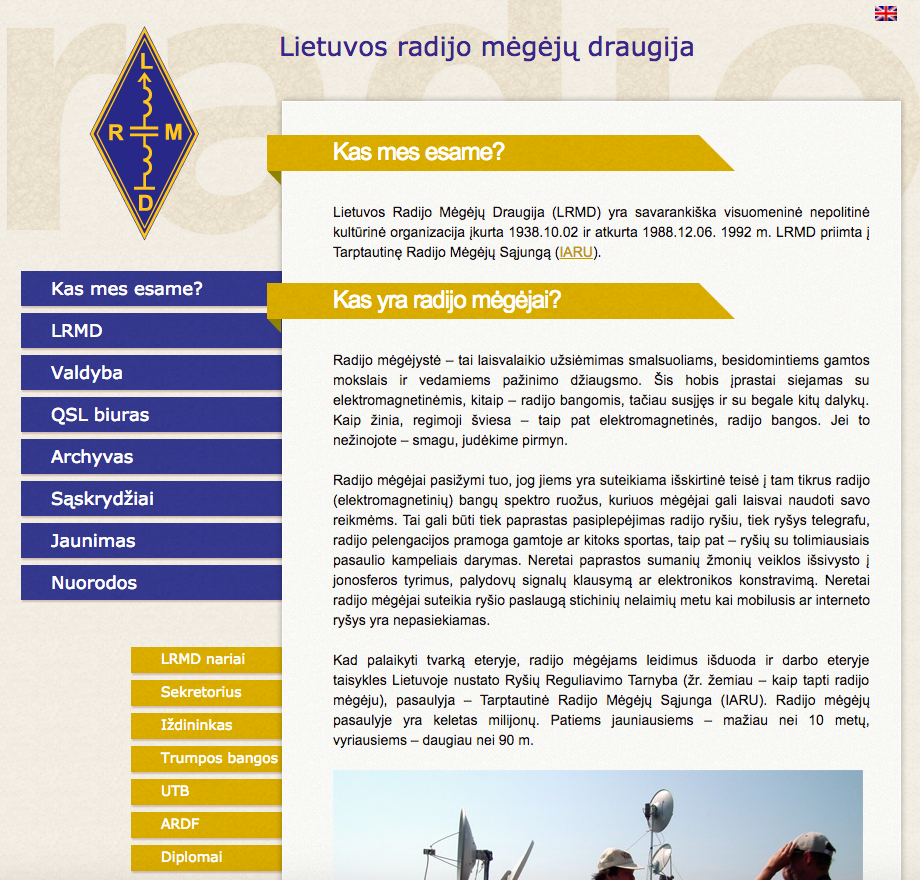 radio
Lietuvos radijo mėgėjų draugija
L
R M
D
Kas mes esame?
LRMD
Valdyba
QSL biuras
Archyvas
Sąskrydžiai
Jaunimas
Nuorodos
LRMD nariai
Sekretorius
Iždininkas
Trumpos bangos
UTB
ARDF
Diplomai
Kas mes esame?
Lietuvos Radijo Mėgėjų Draugija (LRMD) yra savarankiška visuomeninė nepolitinė
kultūrinė organizacija įkurta 1938.10.02 ir atkurta 1988.12.06. 1992 m. LRMD priimta į
Tarptautinę Radijo Mėgėjų Sąjungą (IARU).
Kas yra radijo mėgėjai?
Radijo mėgėjystė – tai laisvalaikio užsiėmimas smalsuoliams, besidomintiems gamtos
mokslais ir vedamiems pažinimo džiaugsmo. Šis hobis įprastai siejamas su
elektromagnetinėmis, kitaip – radijo bangomis, tačiau susijęs ir su begale kitų dalykų.
Kaip žinia, regimoji šviesa – taip pat elektromagnetinės, radijo bangos. Jei to
nežinojote – smagu, judėkime pirmyn.
Radijo mėgėjai pasižymi tuo, jog jiems yra suteikiama išskirtinė teisė į tam tikrus radijo
(elektromagnetinių) bangų spektro ruožus, kuriuos mėgėjai gali laisvai naudoti savo
reikmėms. Tai gali būti tiek paprastas pasiplepėjimas radijo ryšiu, tiek ryšys telegrafu,
radijo pelengacijos pramoga gamtoje ar kitoks sportas, taip pat – ryšių su tolimiausiais
pasaulio kampeliais darymas. Neretai paprastos sumanių žmonių veiklos išsivysto į
jonosferos tyrimus, palydovų signalų klausymą ar elektronikos konstravimą. Neretai
radijo mėgėjai suteikia ryšio paslaugą stichinių nelaimių metu kai mobilusis ar interneto
ryšys yra nepasiekiamas.
Kad palaikyti tvarką eteryje, radijo mėgėjams leidimus išduoda ir darbo eteryje
taisykles Lietuvoje nustato Ryšių Reguliavimo Tarnyba (žr. žemiau – kaip tapti radijo
mėgėju), pasaulyja – Tarptautinė Radijo Mėgėjų Sąjunga (IARU). Radijo mėgėjų
pasaulyje yra keletas milijonų. Patiems jauniausiems – mažiau nei 10 metų,
vyriausiems – daugiau nei 90 m.